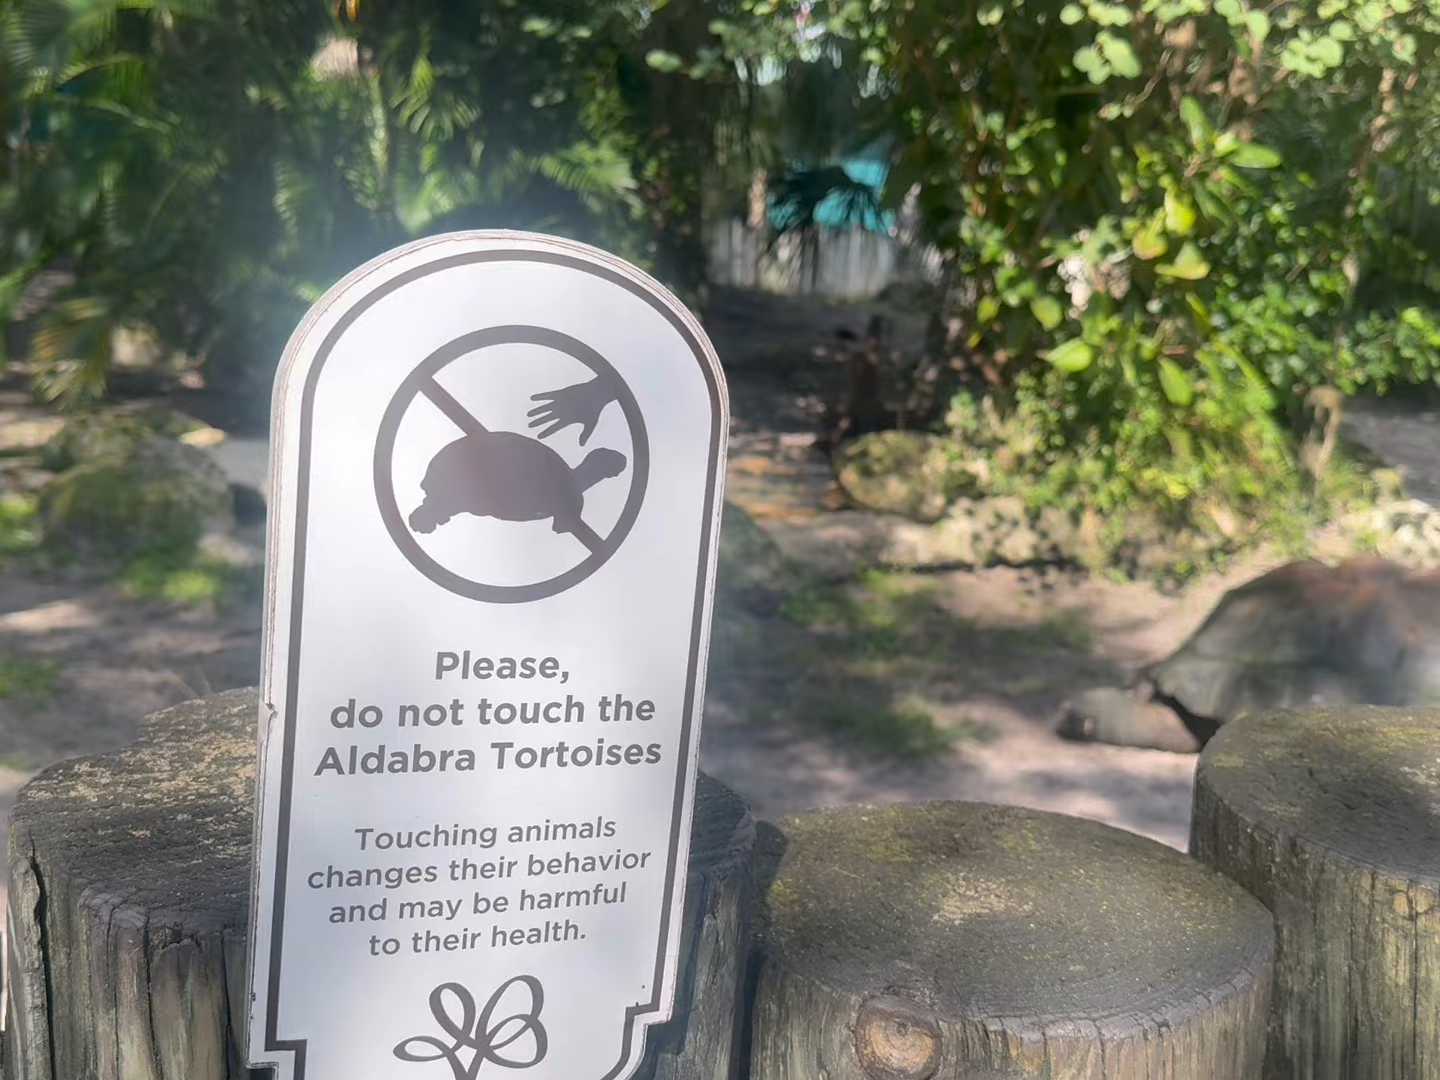 Please,
do not touch the
Aldabra Tortoises
Touching animals
changes their behavior
and may be harmful
to their health.